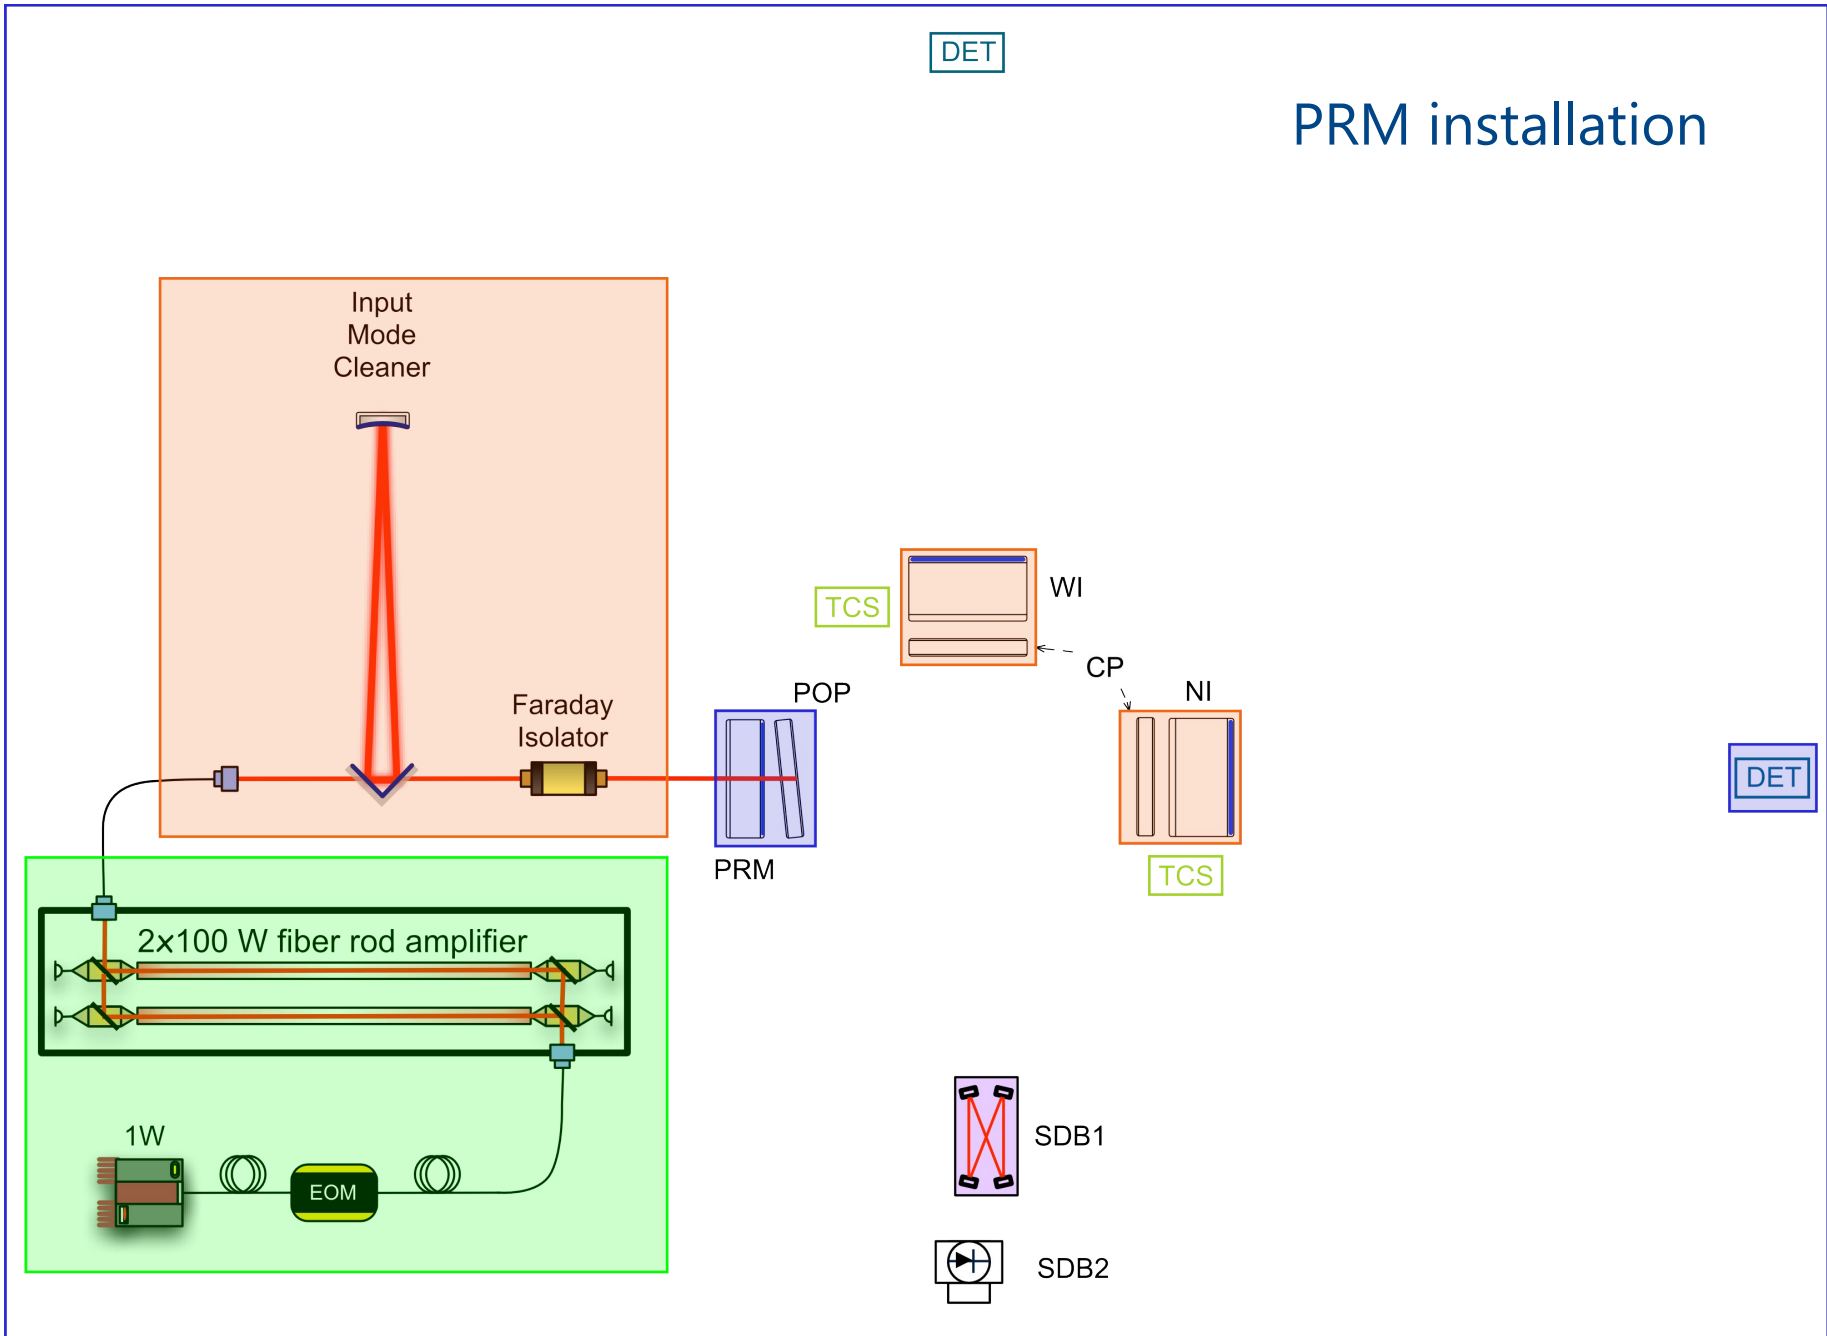 DET
PRM installation
Input
Mode
Cleaner
WI
TCS
CP
NI
POP
Faraday
Isolator
DET
PRM
TCS
2x100 W fiber rod amplifier
1W
SDB1
EOM
SDB2